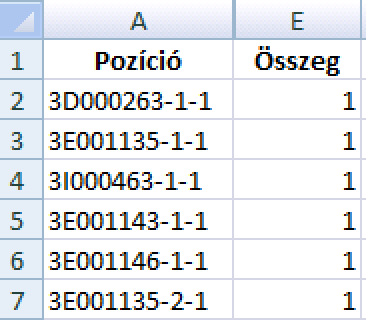 A E
1 Pozíció Összeg
2 3D000263-1-1 1
3 3E001135-1-1 1
4 3I000463-1-1 1
5 3E001143-1-1 1
6 3E001146-1-1 1
7 3E001135-2-1 1